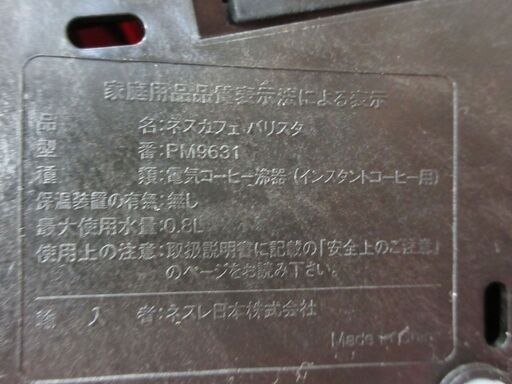 家庭用品品質表示法による表示
品　　　　名：ネスカフェ バリスタ
型　　　　番：PM9631
種　　　　類：電気コーヒー沸器（インスタントコーヒー用）
保温装置の有無：無し
最大使用水量：0.8L
使用上の注意：取扱説明書に記載の「安全上のご注意」
のページをお読み下さい。
輸　入　者：ネスレ日本株式会社
Made in China